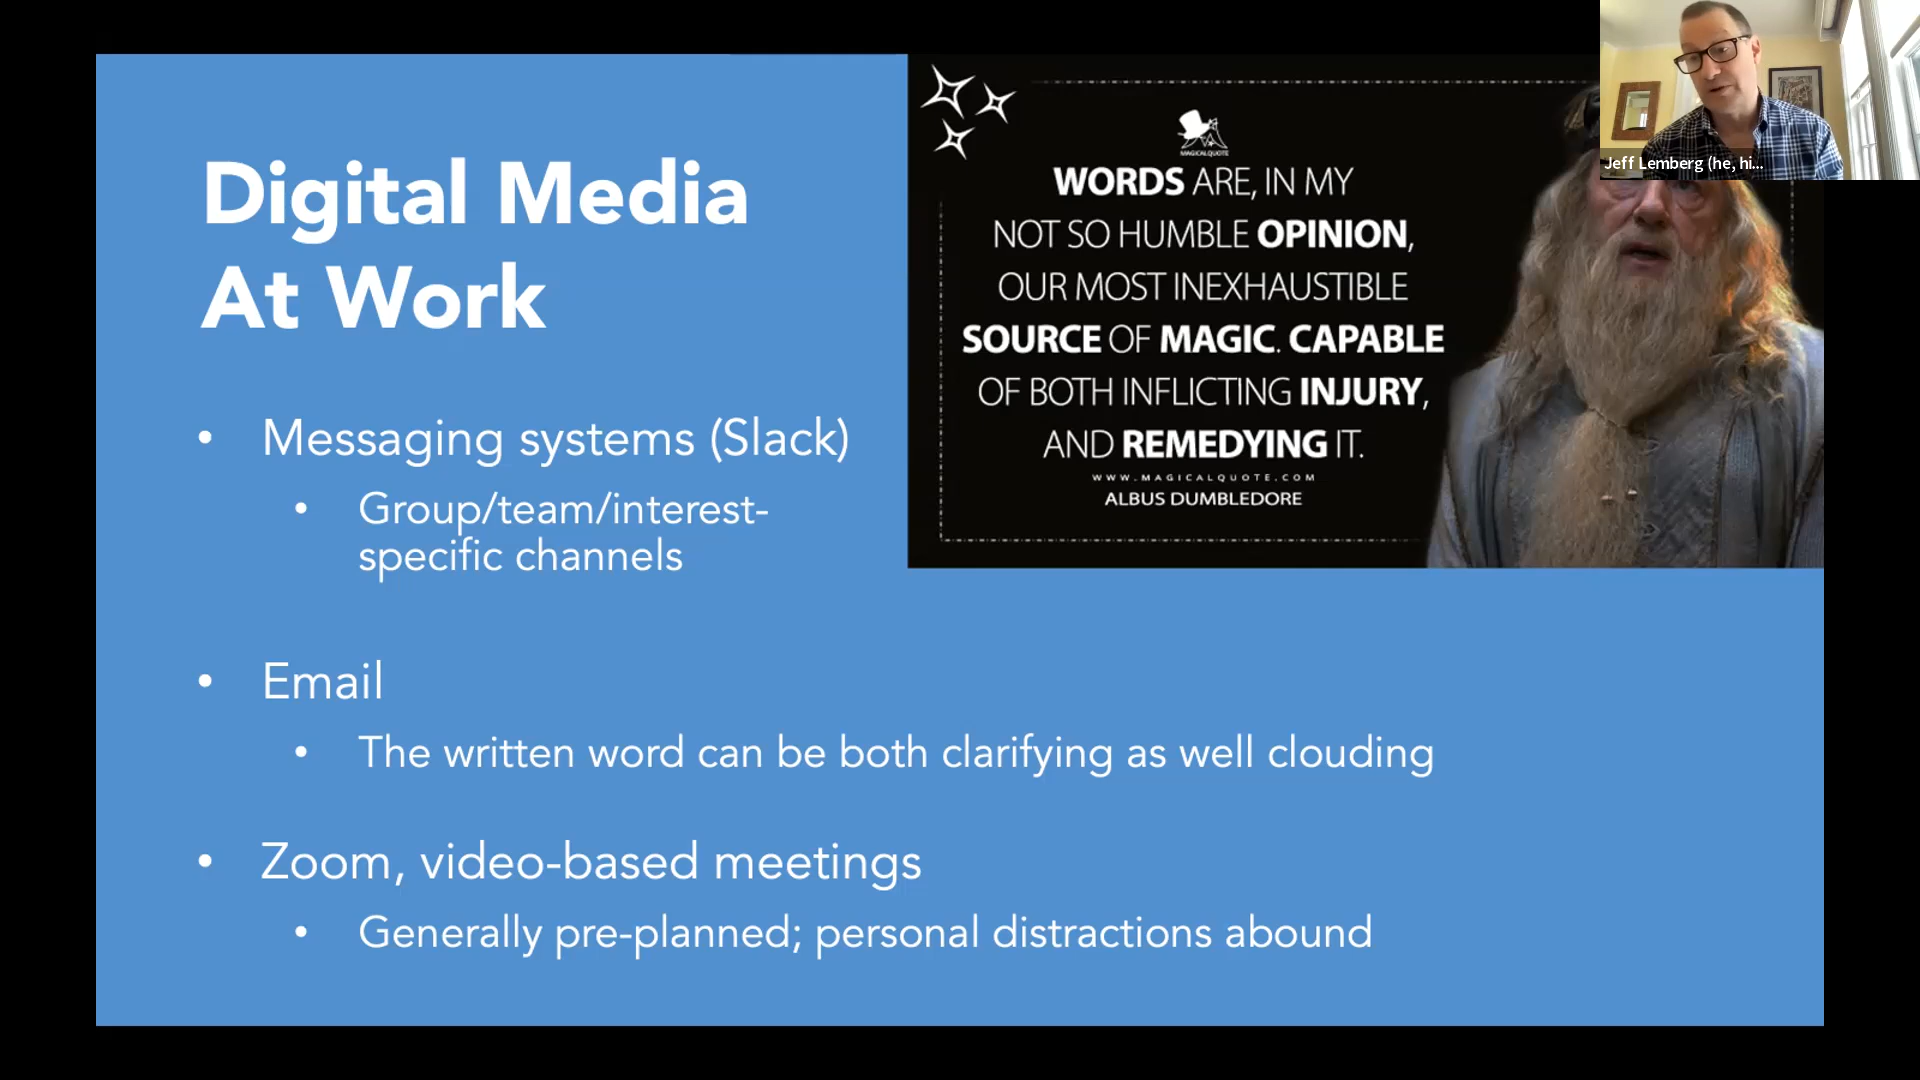 Digital Media
At Work
• Messaging systems (Slack)
• Group/team/interest-
specific channels
• Email
• The written word can be both clarifying as well clouding
• Zoom, video-based meetings
• Generally pre-planned; personal distractions abound
MAGICALQUOTE
WORDS ARE, IN MY
NOT SO HUMBLE OPINION,
OUR MOST INEXHAUSTIBLE
SOURCE OF MAGIC. CAPABLE
OF BOTH INFLICTING INJURY,
AND REMEDYING IT.
WWW.MAGICALQUOTE.COM
ALBUS DUMBLEDORE
Jeff Lemberg (he, hi...